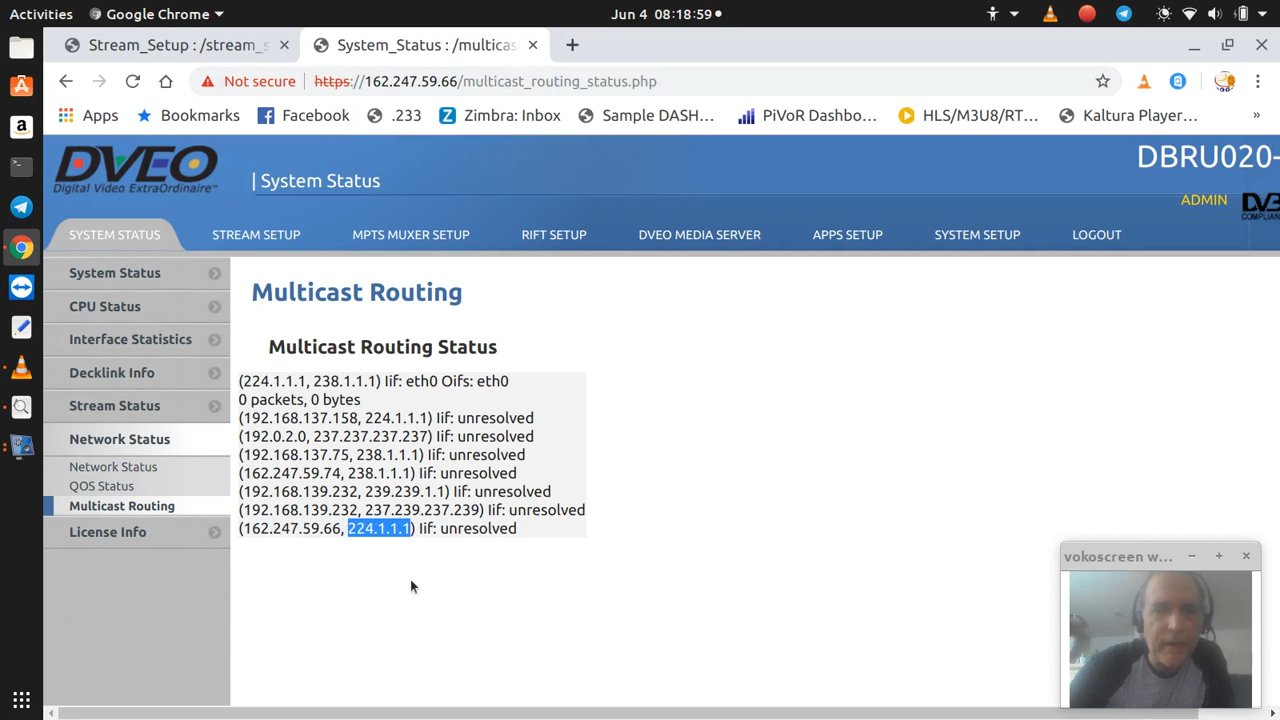 Activities Google Chrome Jun 4 08:18:59
Stream_Setup : /stream_s System_Status : /multicas
Not secure https://162.247.59.66/multicast_routing_status.php
Apps Bookmarks Facebook .233 Zimbra: Inbox Sample DASH... PiVoR Dashbo... HLS/M3U8/RT... Kaltura Player... »
DVEO
Digital Video ExtraOrdinaire™
| System Status
DBRU020-
ADMIN
DVB
COMPLIAN
SYSTEM STATUS STREAM SETUP MPTS MUXER SETUP RIFT SETUP DVEO MEDIA SERVER APPS SETUP SYSTEM SETUP LOGOUT
System Status
CPU Status
Interface Statistics
Decklink Info
Stream Status
Network Status
Network Status
QOS Status
Multicast Routing
License Info
Multicast Routing
Multicast Routing Status
(224.1.1.1, 238.1.1.1) Iif: eth0 Oifs: eth0
0 packets, 0 bytes
(192.168.137.158, 224.1.1.1) Iif: unresolved
(192.0.2.0, 237.237.237.237) Iif: unresolved
(192.168.137.75, 238.1.1.1) Iif: unresolved
(162.247.59.74, 238.1.1.1) Iif: unresolved
(192.168.139.232, 239.239.1.1) Iif: unresolved
(192.168.139.232, 237.239.237.239) Iif: unresolved
(162.247.59.66, 224.1.1.1) Iif: unresolved
vokoscreen w...